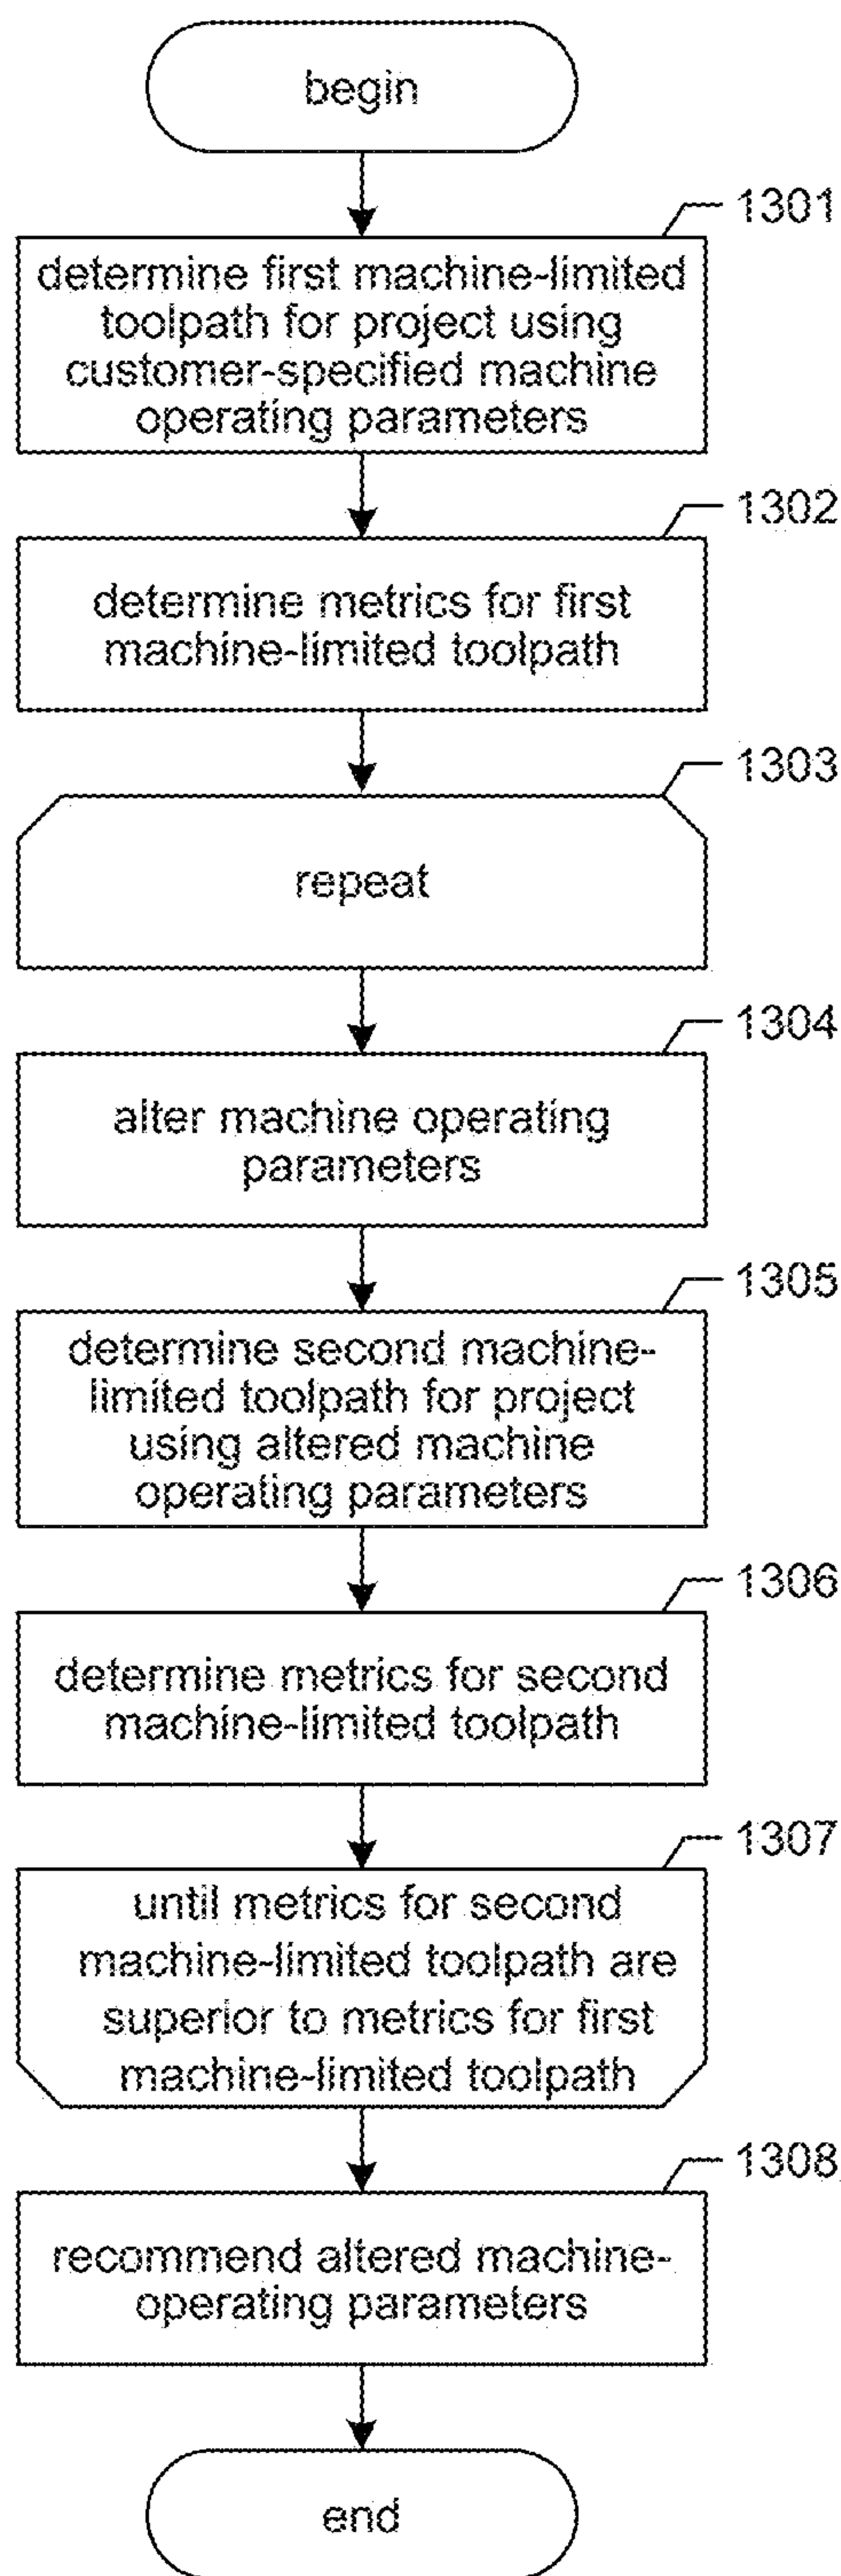 begin
1301
determine first machine-limited
toolpath for project using
customer-specified machine
operating parameters
1302
determine metrics for first
machine-limited toolpath
1303
repeat
1304
alter machine operating
parameters
1305
determine second machine-
limited toolpath for project
using altered machine
operating parameters
1306
determine metrics for second
machine-limited toolpath
1307
until metrics for second
machine-limited toolpath are
superior to metrics for first
machine-limited toolpath
1308
recommend altered machine-
operating parameters
end